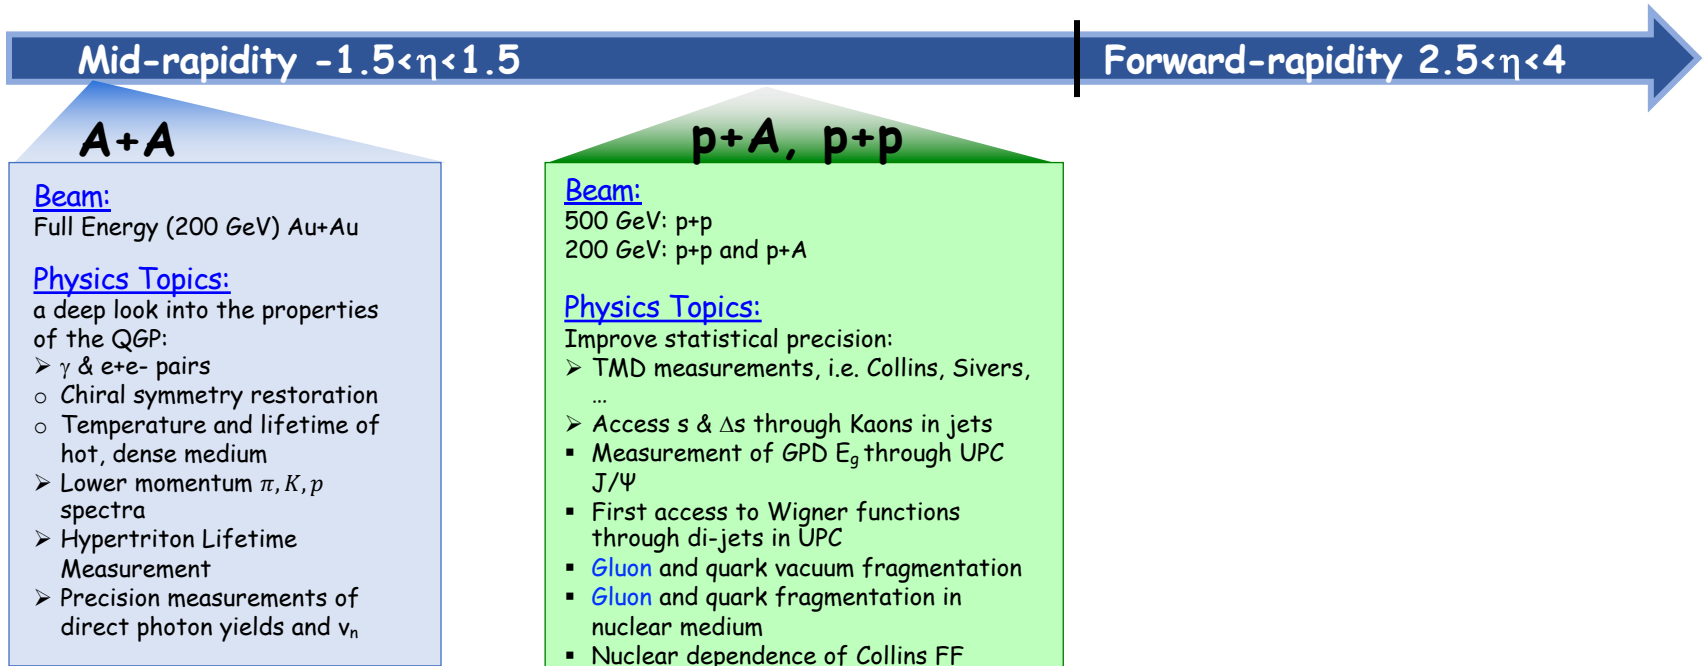 Mid-rapidity -1.5<η<1.5
Forward-rapidity 2.5<η<4
A+A
Beam:
Full Energy (200 GeV) Au+Au
Physics Topics:
a deep look into the properties
of the QGP:
➢ γ & e+e- pairs
○ Chiral symmetry restoration
○ Temperature and lifetime of
hot, dense medium
➢ Lower momentum π, K, p
spectra
➢ Hypertriton Lifetime
Measurement
➢ Precision measurements of
direct photon yields and vₙ
p+A, p+p
Beam:
500 GeV: p+p
200 GeV: p+p and p+A
Physics Topics:
Improve statistical precision:
➢ TMD measurements, i.e. Collins, Sivers,
…
➢ Access s & Δs through Kaons in jets
▪ Measurement of GPD E_g through UPC
J/Ψ
▪ First access to Wigner functions
through di-jets in UPC
▪ Gluon and quark vacuum fragmentation
▪ Gluon and quark fragmentation in
nuclear medium
▪ Nuclear dependence of Collins FF